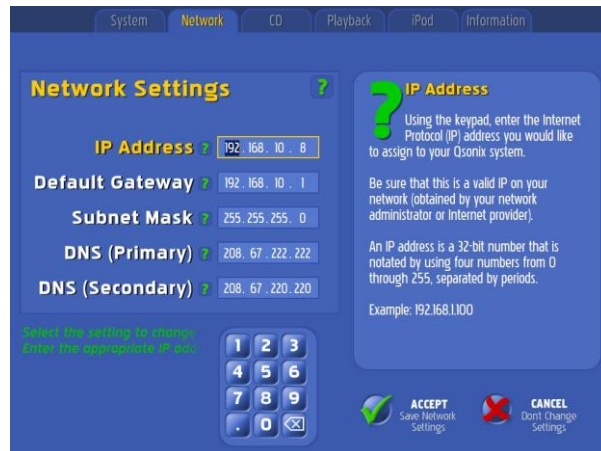 System Network CD Playback iPod Information
Network Settings ?
IP Address ? 192.168. 10 . 8
Default Gateway ? 192.168. 10 . 1
Subnet Mask ? 255.255.255. 0
DNS (Primary) ? 208. 67 .222.222
DNS (Secondary) ? 208. 67 .220.220
Select the setting to change
Enter the appropriate IP
1 2 3
4 5 6
7 8 9
. 0
? IP Address
Using the keypad, enter the Internet
Protocol (IP) address you would like
to assign to your Qsonix system.
Be sure that this is a valid IP on your
network (obtained by your network
administrator or Internet provider).
An IP address is a 32-bit number that is
notated by using four numbers from 0
through 255, separated by periods.
Example: 192.168.1.100
ACCEPT
Save Network
Settings
CANCEL
Dont Change
Settings